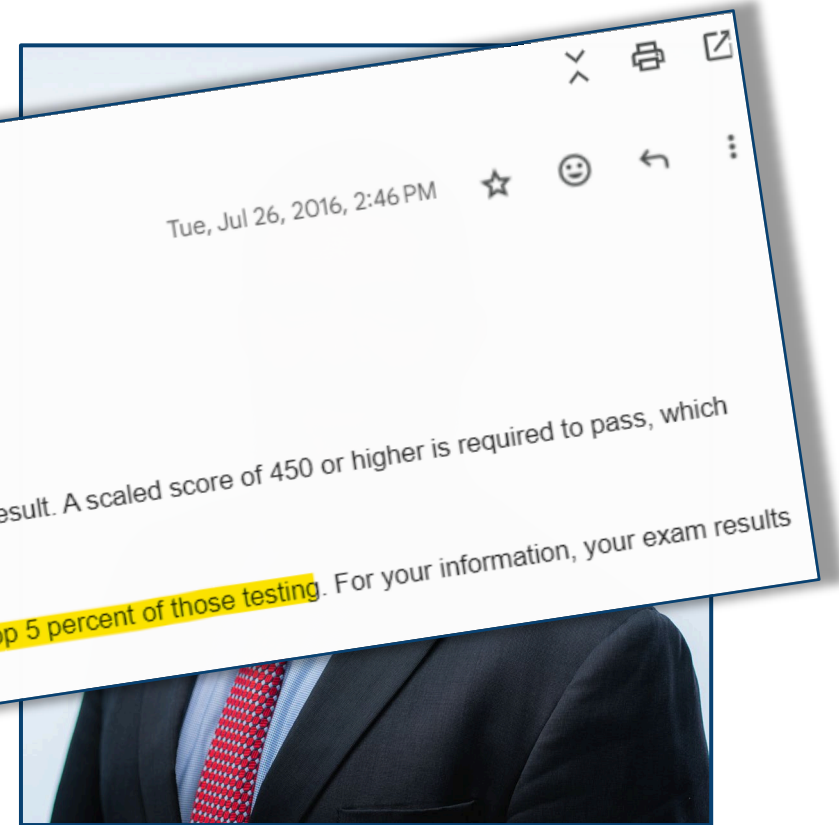 Tue, Jul 26, 2016, 2:46 PM
esult. A scaled score of 450 or higher is required to pass, which
op 5 percent of those testing. For your information, your exam results